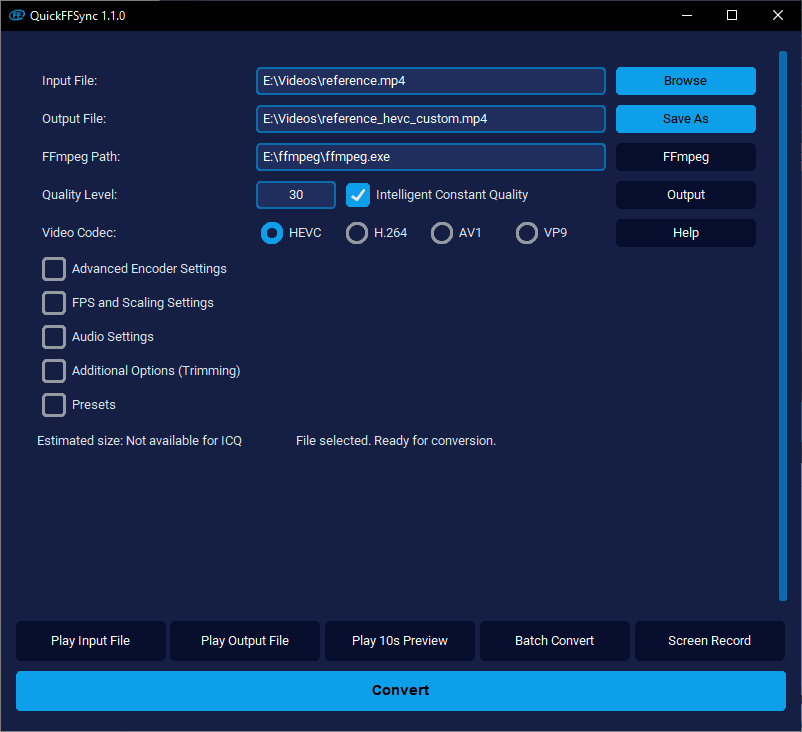 FF QuickFFSync 1.1.0
Input File: E:\Videos\reference.mp4 Browse
Output File: E:\Videos\reference_hevc_custom.mp4 Save As
FFmpeg Path: E:\ffmpeg\ffmpeg.exe FFmpeg
Quality Level: 30 Intelligent Constant Quality Output
Video Codec: HEVC H.264 AV1 VP9 Help
Advanced Encoder Settings
FPS and Scaling Settings
Audio Settings
Additional Options (Trimming)
Presets
Estimated size: Not available for ICQ File selected. Ready for conversion.
Play Input File Play Output File Play 10s Preview Batch Convert Screen Record
Convert